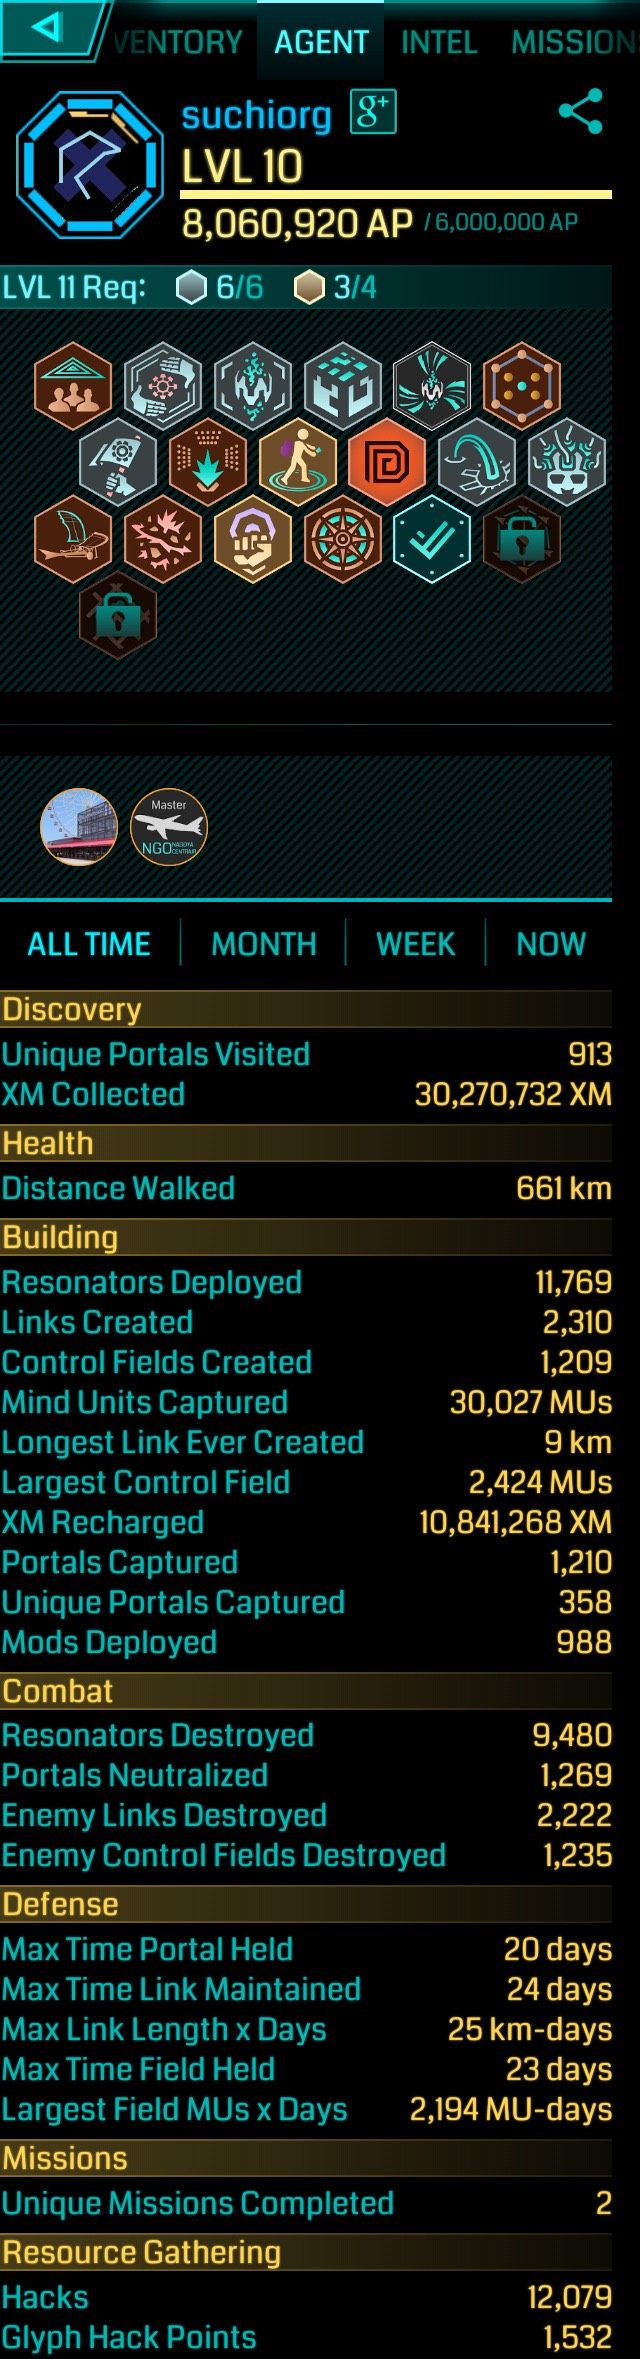 VENTORY AGENT INTEL MISSIONS
suchiorg g+
LVL 10
8,060,920 AP / 6,000,000 AP
LVL 11 Req: 6/6 3/4
Master
NGO NAGOYA CENTRAIR
ALL TIME MONTH WEEK NOW
Discovery
Unique Portals Visited 913
XM Collected 30,270,732 XM
Health
Distance Walked 661 km
Building
Resonators Deployed 11,769
Links Created 2,310
Control Fields Created 1,209
Mind Units Captured 30,027 MUs
Longest Link Ever Created 9 km
Largest Control Field 2,424 MUs
XM Recharged 10,841,268 XM
Portals Captured 1,210
Unique Portals Captured 358
Mods Deployed 988
Combat
Resonators Destroyed 9,480
Portals Neutralized 1,269
Enemy Links Destroyed 2,222
Enemy Control Fields Destroyed 1,235
Defense
Max Time Portal Held 20 days
Max Time Link Maintained 24 days
Max Link Length x Days 25 km-days
Max Time Field Held 23 days
Largest Field MUs x Days 2,194 MU-days
Missions
Unique Missions Completed 2
Resource Gathering
Hacks 12,079
Glyph Hack Points 1,532